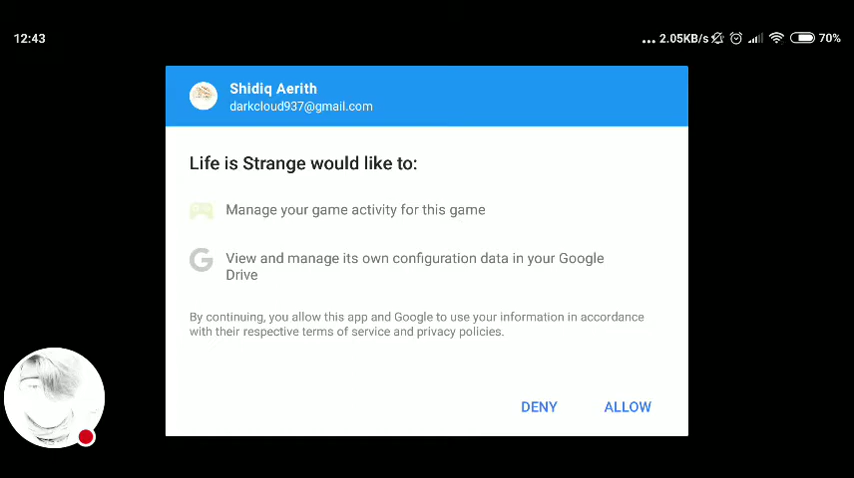 12:43
... 2.05KB/s 70%
Shidiq Aerith
darkcloud937@gmail.com
Life is Strange would like to:
Manage your game activity for this game
G View and manage its own configuration data in your Google
Drive
By continuing, you allow this app and Google to use your information in accordance
with their respective terms of service and privacy policies.
DENY ALLOW